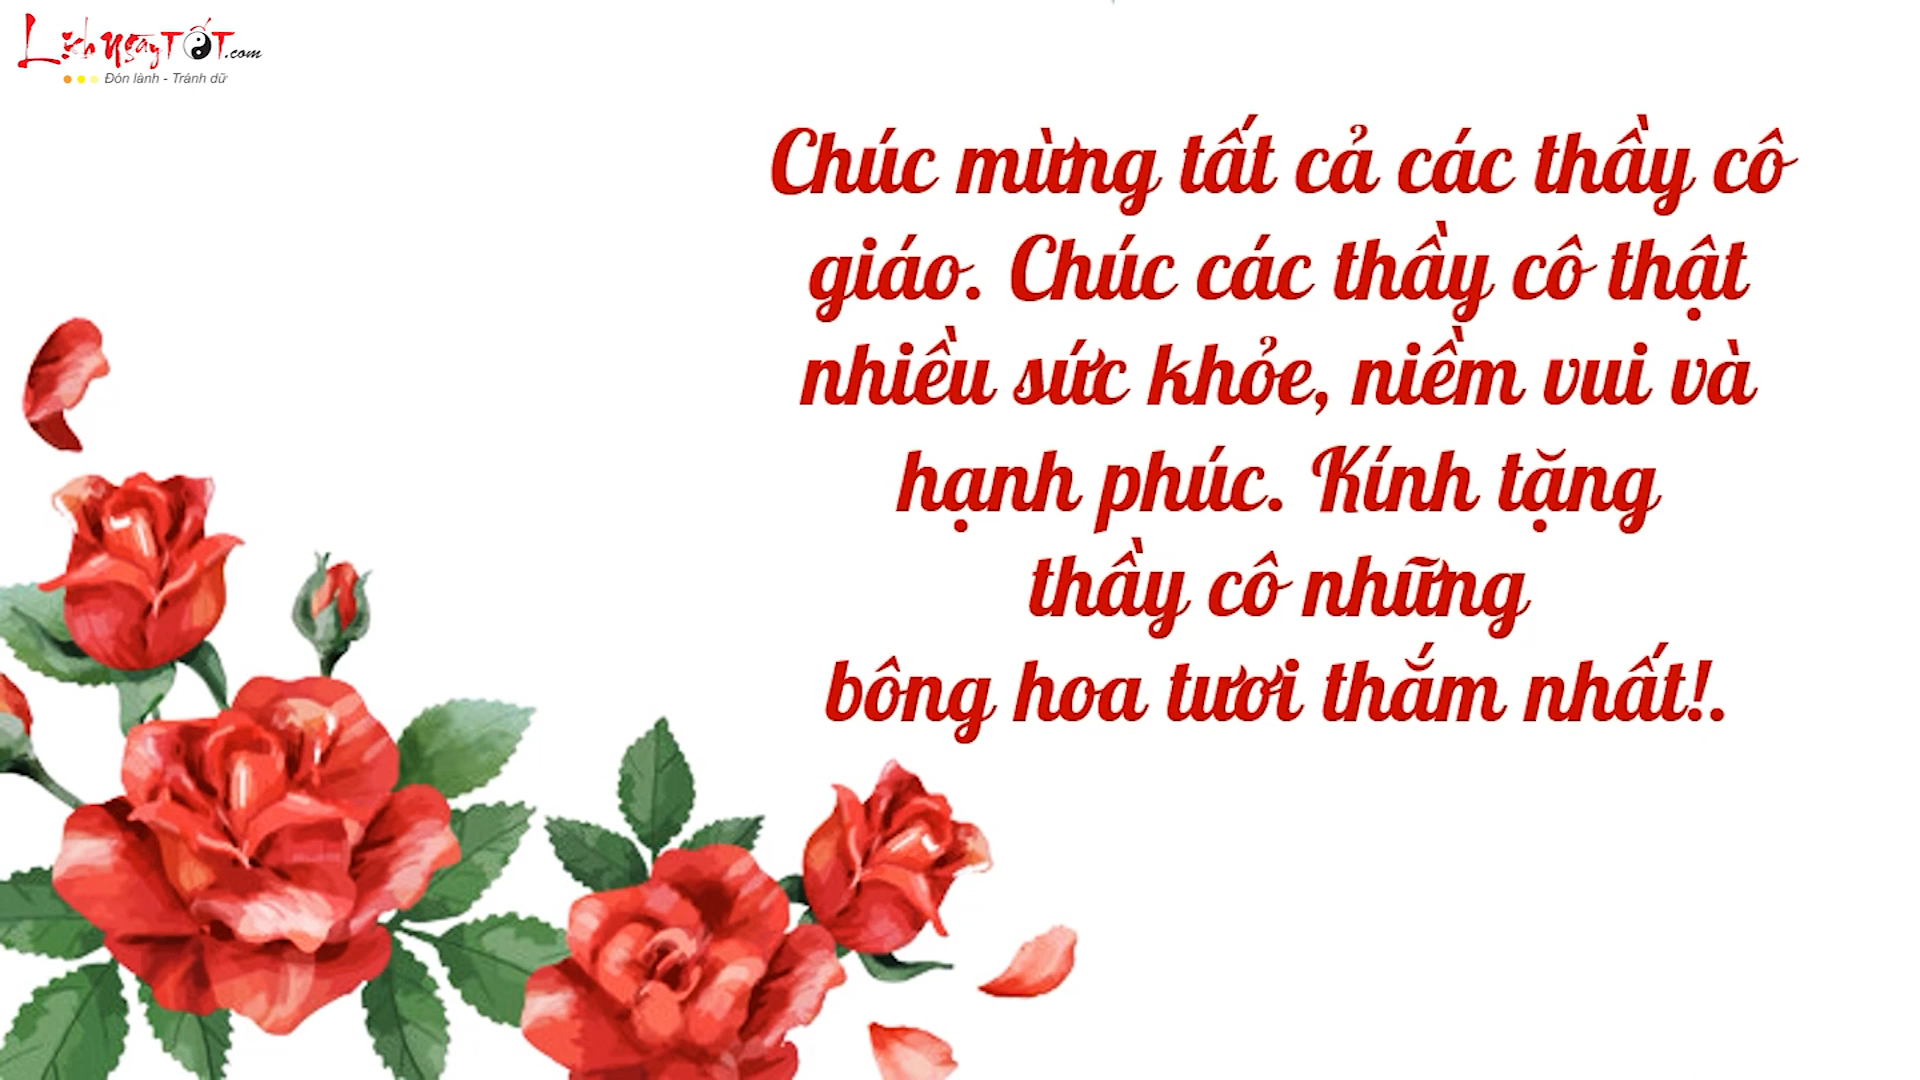 LịchngàyTỐT.com
Đón lành - Tránh dữ
Chúc mừng tất cả các thầy cô
giáo. Chúc các thầy cô thật
nhiều sức khỏe, niềm vui và
hạnh phúc. Kính tặng
thầy cô những
bông hoa tươi thắm nhất!.